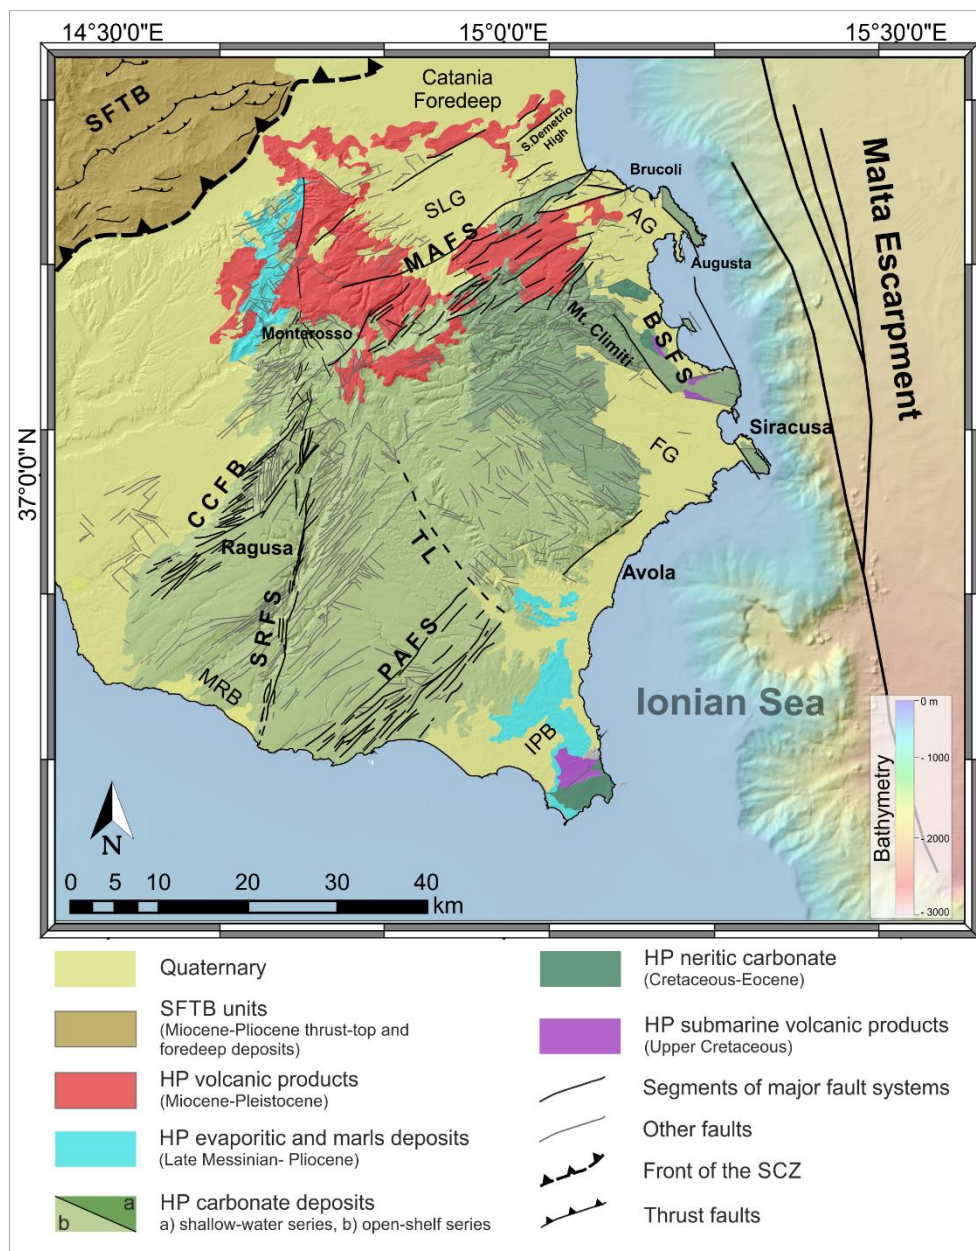 14°30'0"E
15°0'0"E
15°30'0"E
SFTB
Catania
Foredeep
S.Demetrio
High
Brucoli
SLG
AG
MAFS
Augusta
Malta Escarpment
Monterosso
Mt. Climiti
BSFS
Siracusa
FG
37°0'0"N
CCFB
TL
Ragusa
Avola
SRFS
PAFS
MRB
Ionian Sea
IPB
N
0 5 10 20 30 40
km
Bathymetry
0 m
- 1000
- 2000
- 3000
Quaternary
SFTB units
(Miocene-Pliocene thrust-top and
foredeep deposits)
HP volcanic products
(Miocene-Pleistocene)
HP evaporitic and marls deposits
(Late Messinian- Pliocene)
a
b
HP carbonate deposits
a) shallow-water series, b) open-shelf series
HP neritic carbonate
(Cretaceous-Eocene)
HP submarine volcanic products
(Upper Cretaceous)
Segments of major fault systems
Other faults
Front of the SCZ
Thrust faults